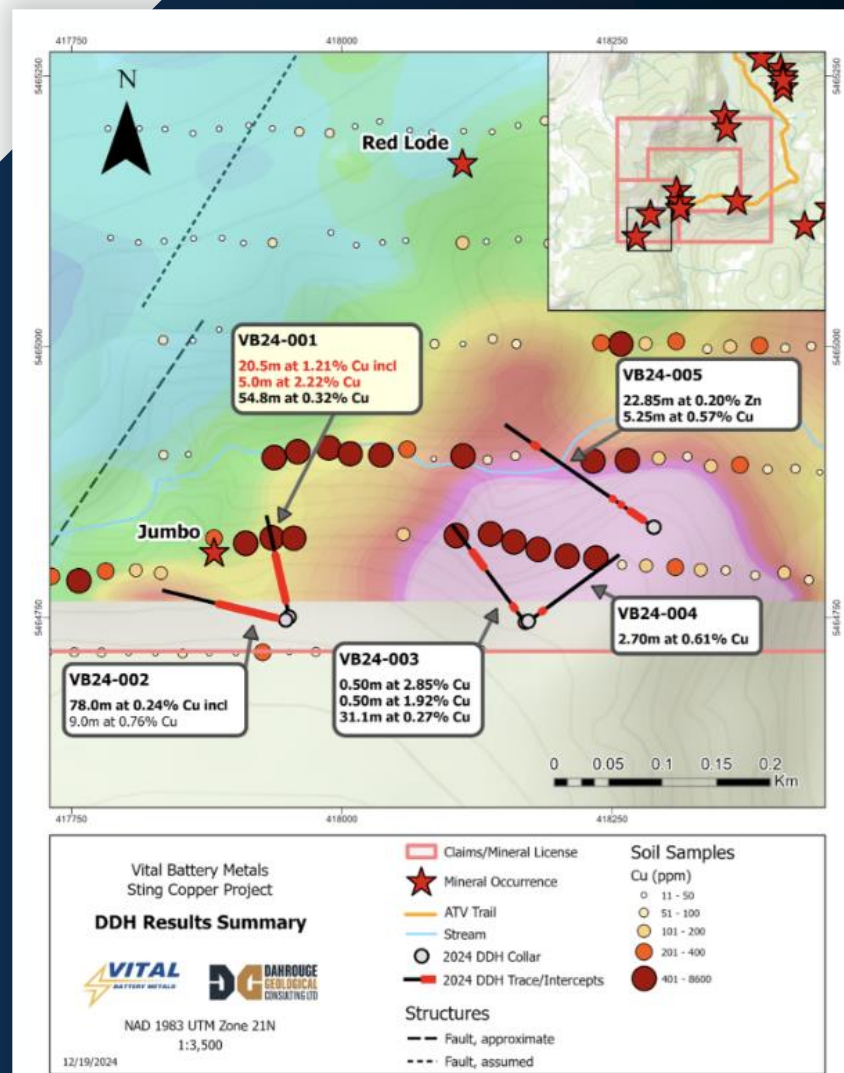 417750
418000
418250
5465250
5465250
N
Red Lode
5465000
5465000
VB24-001
20.5m at 1.21% Cu incl
5.0m at 2.22% Cu
54.8m at 0.32% Cu
VB24-005
22.85m at 0.20% Zn
5.25m at 0.57% Cu
Jumbo
5464750
5464750
VB24-004
2.70m at 0.61% Cu
VB24-003
0.50m at 2.85% Cu
0.50m at 1.92% Cu
31.1m at 0.27% Cu
VB24-002
78.0m at 0.24% Cu incl
9.0m at 0.76% Cu
0 0.05 0.1 0.15 0.2
Km
417750
418000
418250
Vital Battery Metals
Sting Copper Project
DDH Results Summary
VITAL
BATTERY METALS
DG
DAHROUGE
GEOLOGICAL
CONSULTING LTD
NAD 1983 UTM Zone 21N
1:3,500
12/19/2024
Claims/Mineral License
Mineral Occurrence
ATV Trail
Stream
2024 DDH Collar
2024 DDH Trace/Intercepts
Structures
Fault, approximate
Fault, assumed
Soil Samples
Cu (ppm)
11 - 50
51 - 100
101 - 200
201 - 400
401 - 8600